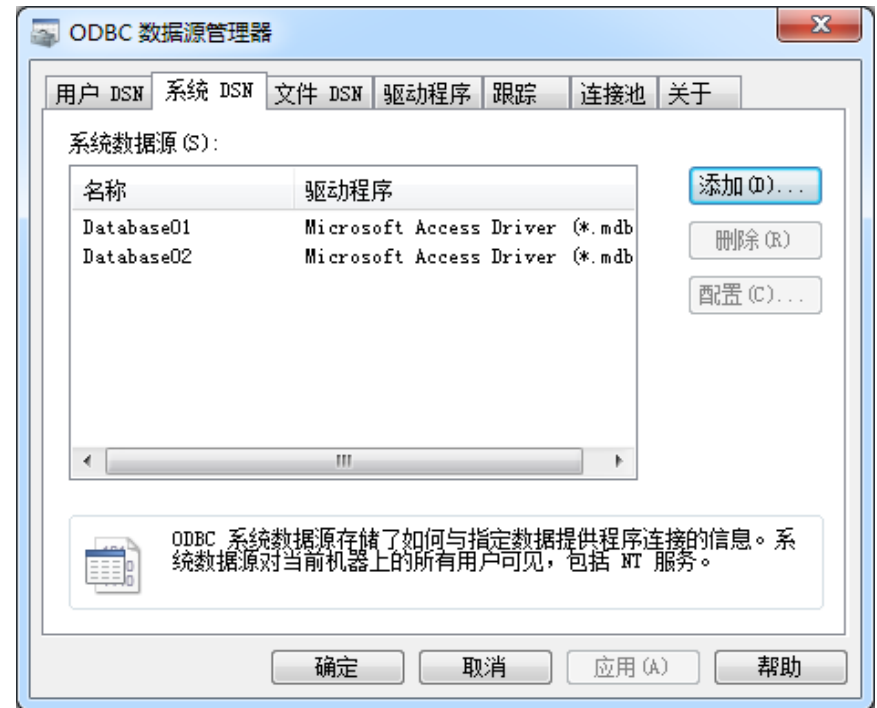 ODBC 数据源管理器
用户 DSN 系统 DSN 文件 DSN 驱动程序 跟踪 连接池 关于
系统数据源(S):
名称 驱动程序
Database01 Microsoft Access Driver (*.mdb
Database02 Microsoft Access Driver (*.mdb
添加(D)...
删除(R)
配置(C)...
ODBC 系统数据源存储了如何与指定数据提供程序连接的信息。系
统数据源对当前机器上的所有用户可见,包括 NT 服务。
确定 取消 应用(A) 帮助